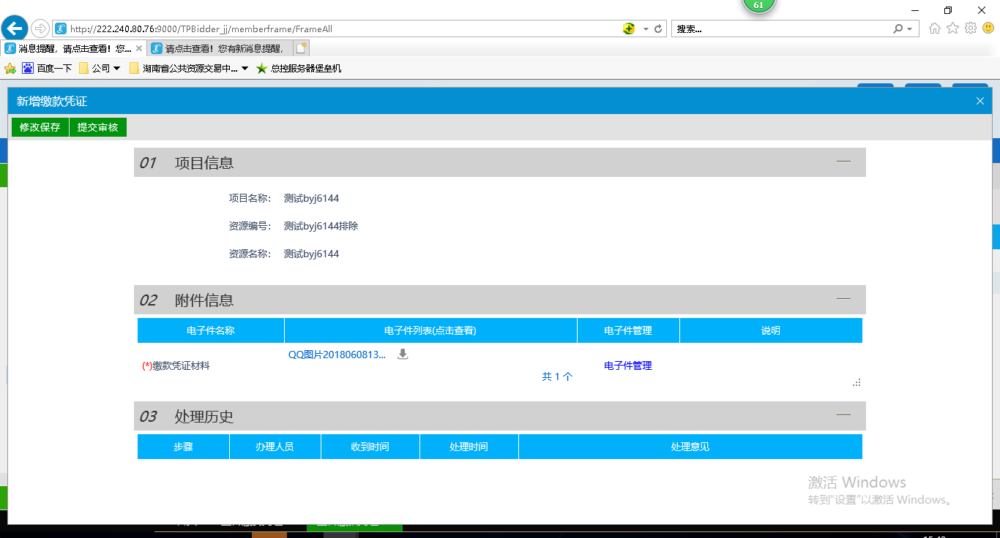 61
http://222.240.80.76:9000/TPBidder_jj/memberframe/FrameAll
搜索...
消息提醒，请点击查看！您...
请点击查看！您有新消息提醒，
百度一下
公司
湖南省公共资源交易中...
总控服务器堡垒机
新增缴款凭证
修改保存
提交审核
01 项目信息
项目名称： 测试byj6144
资源编号： 测试byj6144排除
资源名称： 测试byj6144
02 附件信息
电子件名称 电子件列表(点击查看) 电子件管理 说明
(*)缴款凭证材料 QQ图片2018060813... 电子件管理
共 1 个
03 处理历史
步骤 办理人员 收到时间 处理时间 处理意见
激活 Windows
转到"设置"以激活 Windows。